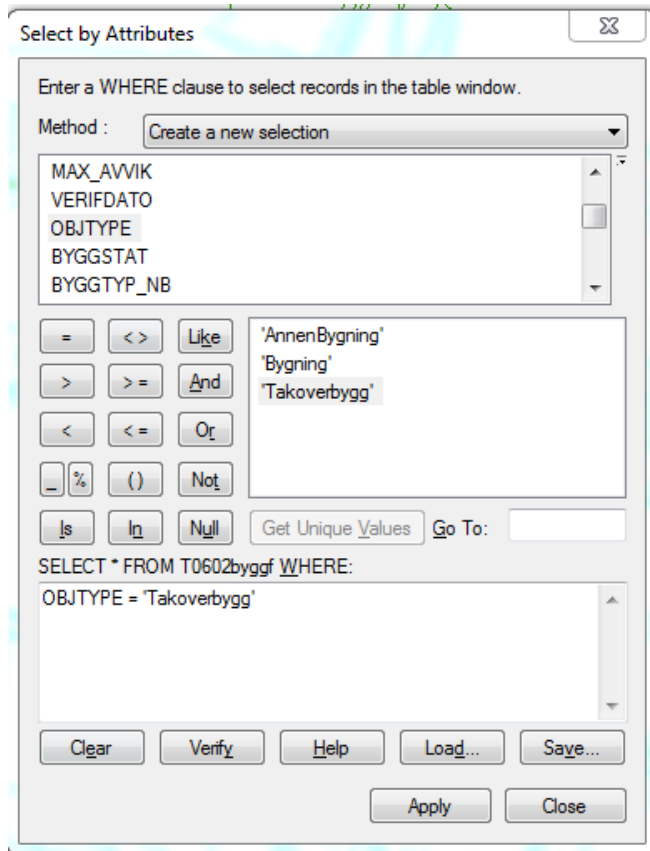 Select by Attributes
Enter a WHERE clause to select records in the table window.
Method : Create a new selection
MAX_AVVIK
VERIFDATO
OBJTYPE
BYGGSTAT
BYGGTYP_NB
= < > Like
> > = And
< < = Or
_ % ( ) Not
Is In Null
'AnnenBygning'
'Bygning'
'Takoverbygg'
Get Unique Values Go To:
SELECT * FROM T0602byggf WHERE:
OBJTYPE = 'Takoverbygg'
Clear Verify Help Load... Save...
Apply Close